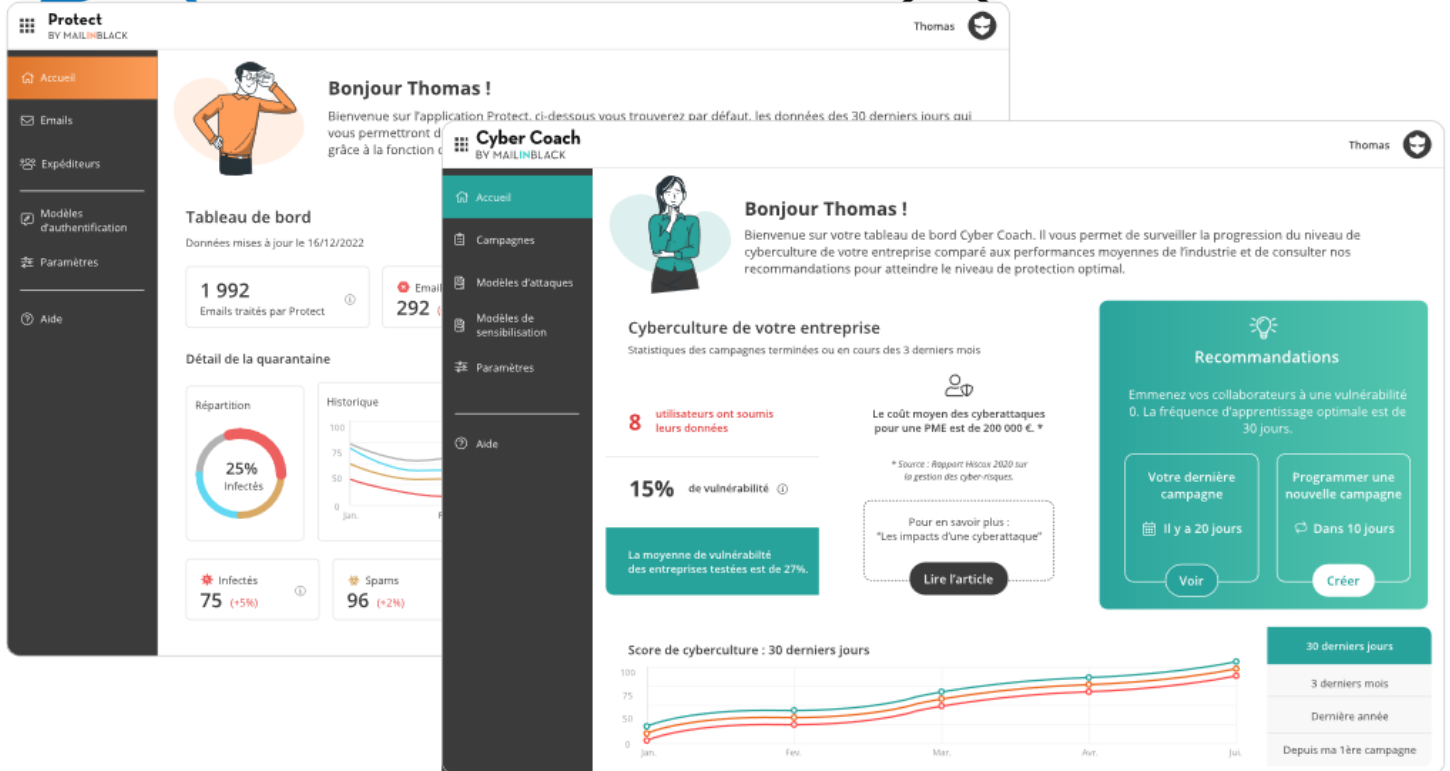 Protect
BY MAILINBLACK
Thomas
Accueil
Emails
Expéditeurs
Modèles
d'authentification
Paramètres
Aide
Bonjour Thomas !
Bienvenue sur l'application Protect, ci-dessous vous trouverez par défaut, les données des 30 derniers jours qui
vous permettront
grâce à la fonction
Tableau de bord
Données mises à jour le 16/12/2022
1 992
Emails traités par Protect
292
Détail de la quarantaine
Répartition
25%
Infectés
Historique
100
75
50
0
Jan.
Infectés
75 (+5%)
Spams
96 (+2%)
Cyber Coach
BY MAILINBLACK
Thomas
Accueil
Campagnes
Modèles d'attaques
Modèles de
sensibilisation
Paramètres
Aide
Bonjour Thomas !
Bienvenue sur votre tableau de bord Cyber Coach. Il vous permet de surveiller la progression du niveau de
cyberculture de votre entreprise comparé aux performances moyennes de l'industrie et de consulter nos
recommandations pour atteindre le niveau de protection optimal.
Cyberculture de votre entreprise
Statistiques des campagnes terminées ou en cours des 3 derniers mois
8 utilisateurs ont soumis
leurs données
15% de vulnérabilité
La moyenne de vulnérabilté
des entreprises testées est de 27%.
Le coût moyen des cyberattaques
pour une PME est de 200 000 €. *
* Source : Rapport Hiscox 2020 sur
la gestion des cyber-risques.
Pour en savoir plus :
"Les impacts d'une cyberattaque"
Lire l'article
Recommandations
Emmenez vos collaborateurs à une vulnérabilité
0. La fréquence d'apprentissage optimale est de
30 jours.
Votre dernière
campagne
Il y a 20 jours
Voir
Programmer une
nouvelle campagne
Dans 10 jours
Créer
Score de cyberculture : 30 derniers jours
100
75
50
0
Jan.
Fev.
Mar.
Avr.
Jui.
30 derniers jours
3 derniers mois
Dernière année
Depuis ma 1ère campagne